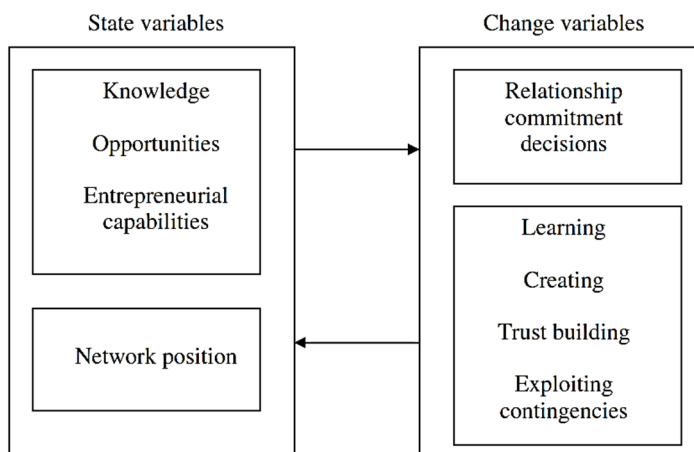 State variables
Knowledge
Opportunities
Entrepreneurial
capabilities
Network position
Change variables
Relationship
commitment
decisions
Learning
Creating
Trust building
Exploiting
contingencies